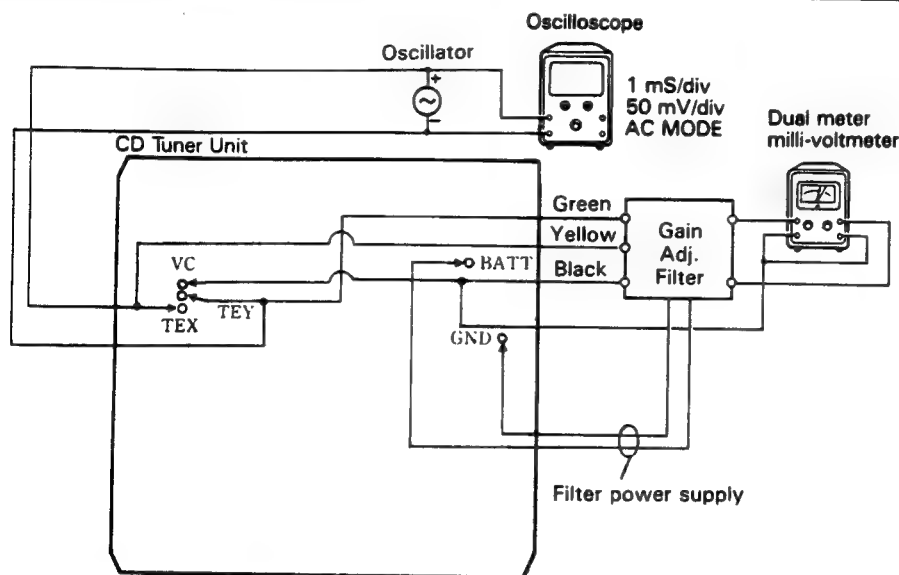 Oscilloscope
Oscillator
+
−
1 mS/div
50 mV/div
AC MODE
Dual meter
milli-voltmeter
CD Tuner Unit
Green
Yellow
Black
Gain
Adj.
Filter
VC
TEY
TEX
BATT
GND
Filter power supply